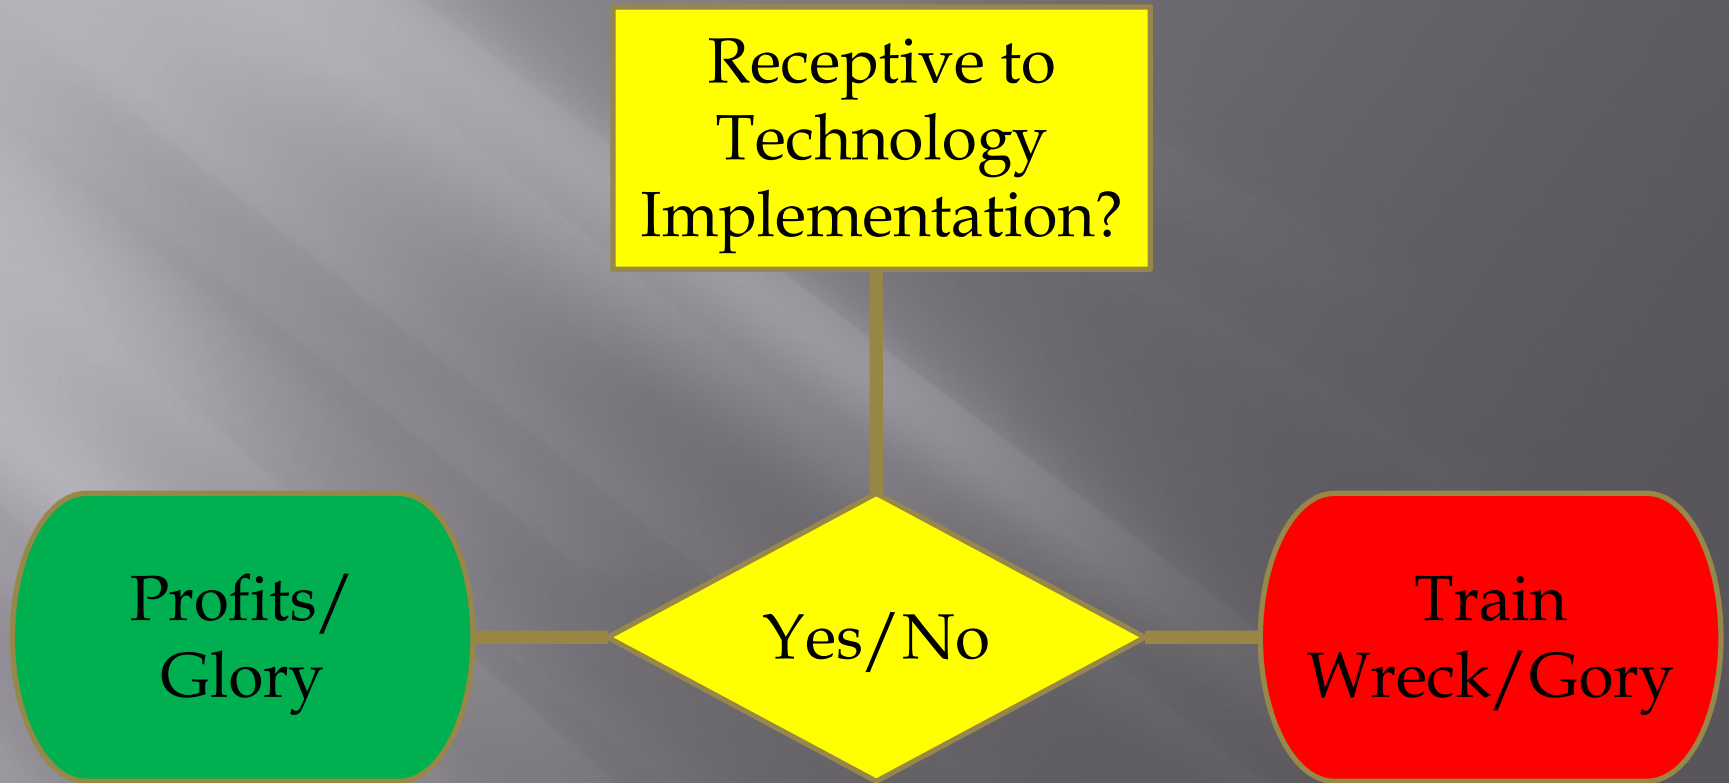 Receptive to
Technology
Implementation?
Profits/
Glory
Yes/No
Train
Wreck/Gory